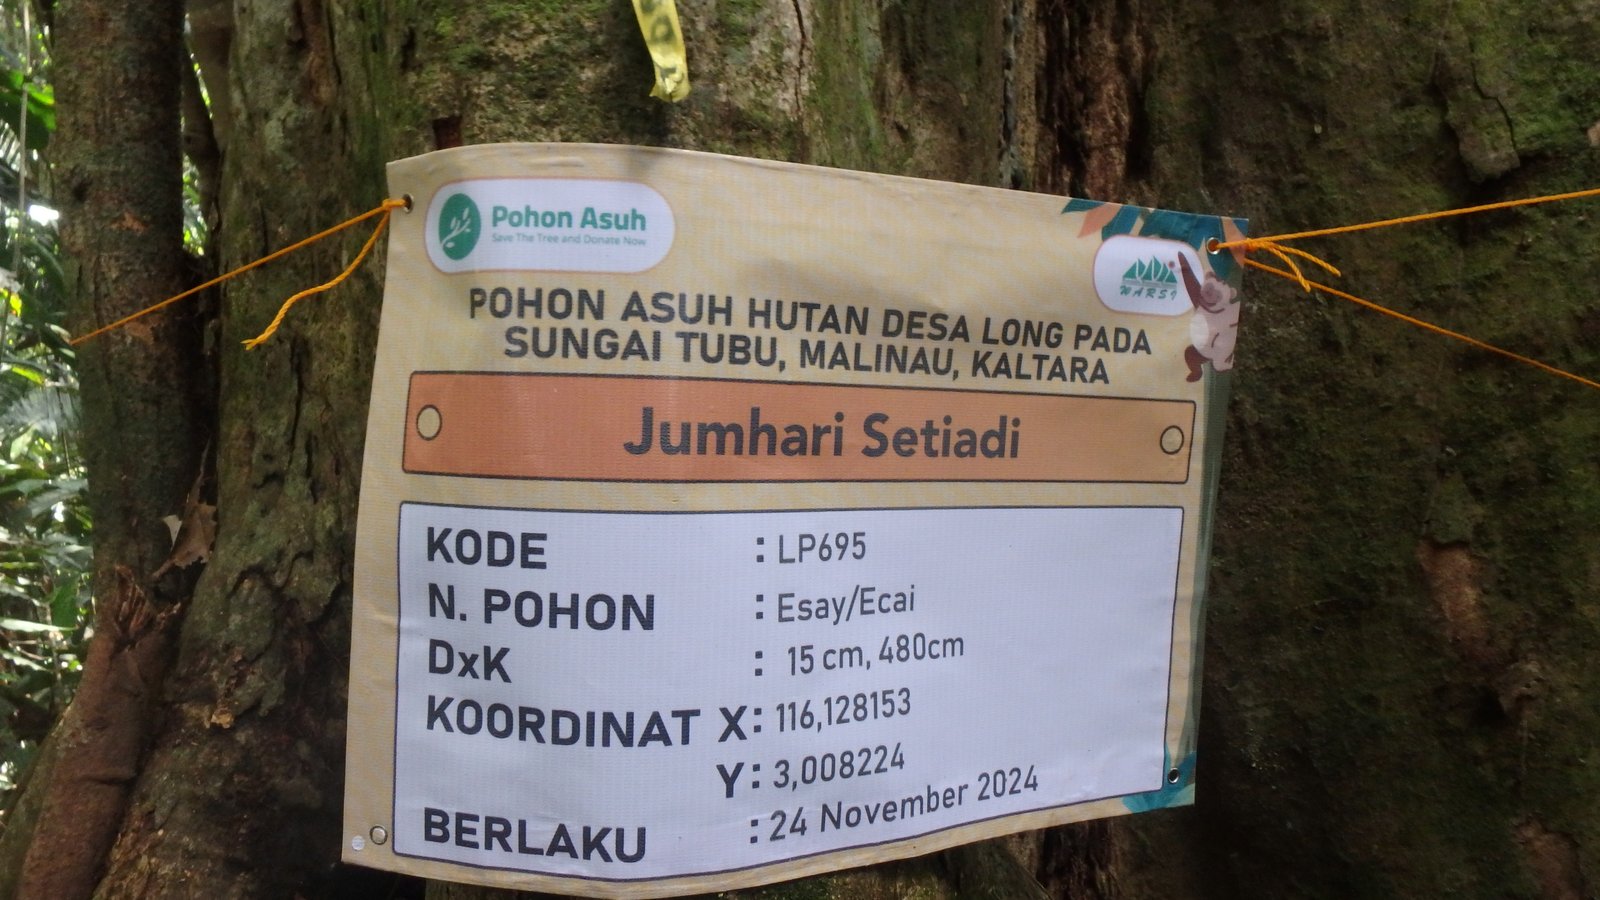 Pohon Asuh
Save The Tree and Donate Now
WARSI
POHON ASUH HUTAN DESA LONG PADA
SUNGAI TUBU, MALINAU, KALTARA
Jumhari Setiadi
KODE : LP695
N. POHON : Esay/Ecai
DxK : 15 cm, 480cm
KOORDINAT X: 116,128153
Y: 3,008224
BERLAKU : 24 November 2024